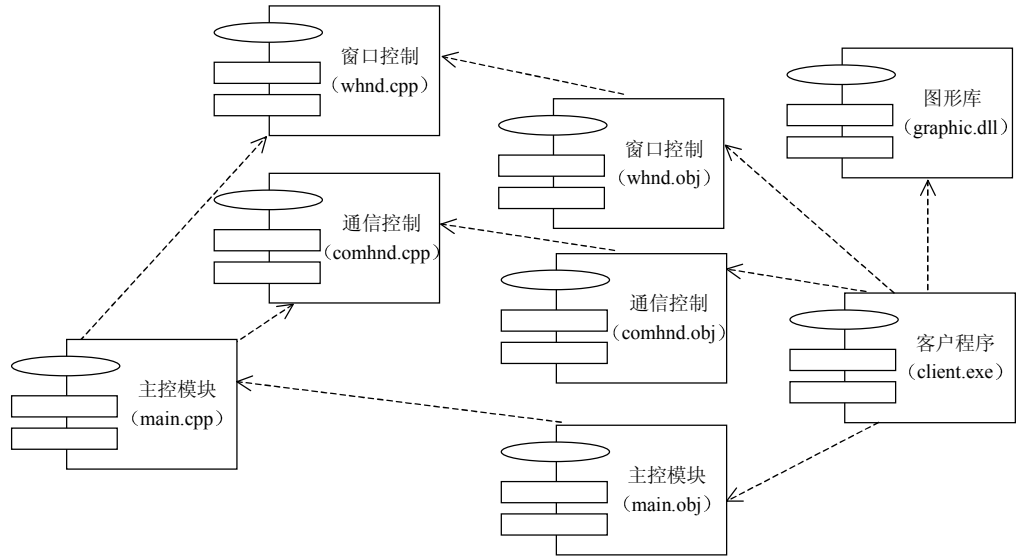 窗口控制
（whnd.cpp）
图形库
（graphic.dll）
窗口控制
（whnd.obj）
通信控制
（comhnd.cpp）
通信控制
（comhnd.obj）
客户程序
（client.exe）
主控模块
（main.cpp）
主控模块
（main.obj）